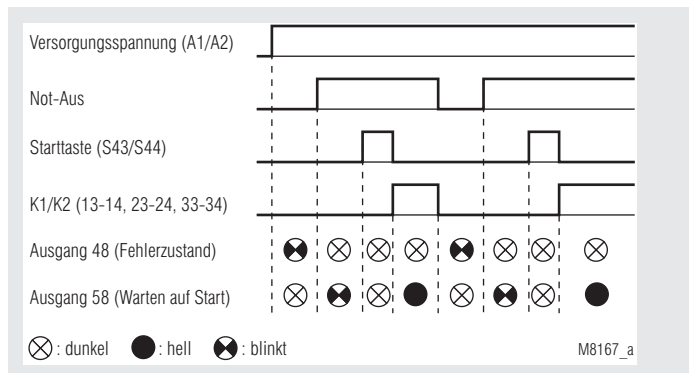 Versorgungsspannung (A1/A2)
Not-Aus
Starttaste (S43/S44)
K1/K2 (13-14, 23-24, 33-34)
Ausgang 48 (Fehlerzustand)
Ausgang 58 (Warten auf Start)
: dunkel : hell : blinkt M8167_a